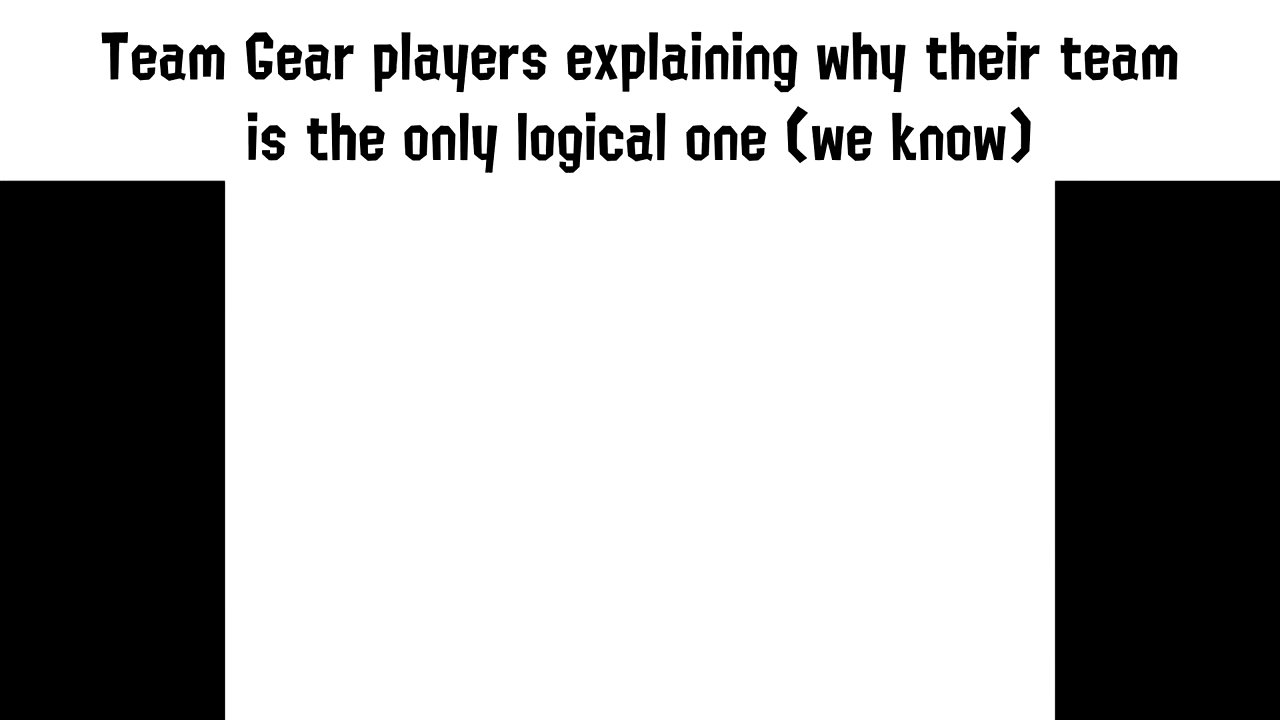 Team Gear players explaining why their team
is the only logical one (we know)